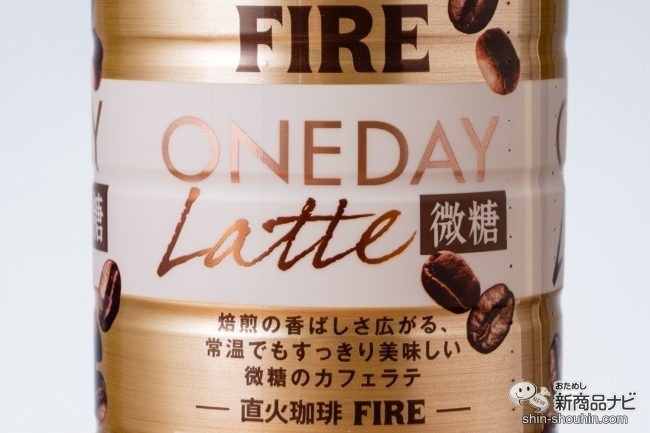 FIRE
ONEDAY
Latte 微糖
焙煎の香ばしさ広がる、
常温でもすっきり美味しい
微糖のカフェラテ
直火珈琲 FIRE
おためし
新商品ナビ
shin-shouhin.com
NEW
Y
糖